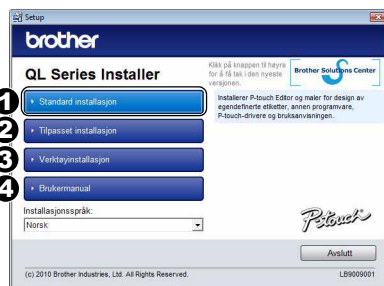 Setup
brother
QL Series Installer
Klikk på knappen til høyre
for å få tak i den nyeste
versjonen.
Brother Solutions Center
1
Standard installasjon
2
Tilpasset installasjon
3
Verktøyinstallasjon
4
Brukermanual
Installerer P-touch Editor og maler for design av
egendefinerte etiketter, annen programvare,
P-touch-drivere og bruksanvisningen.
Installasjonsspråk:
Norsk
P-touch
Avslutt
(c) 2010 Brother Industries, Ltd. All Rights Reserved.
LB9009001